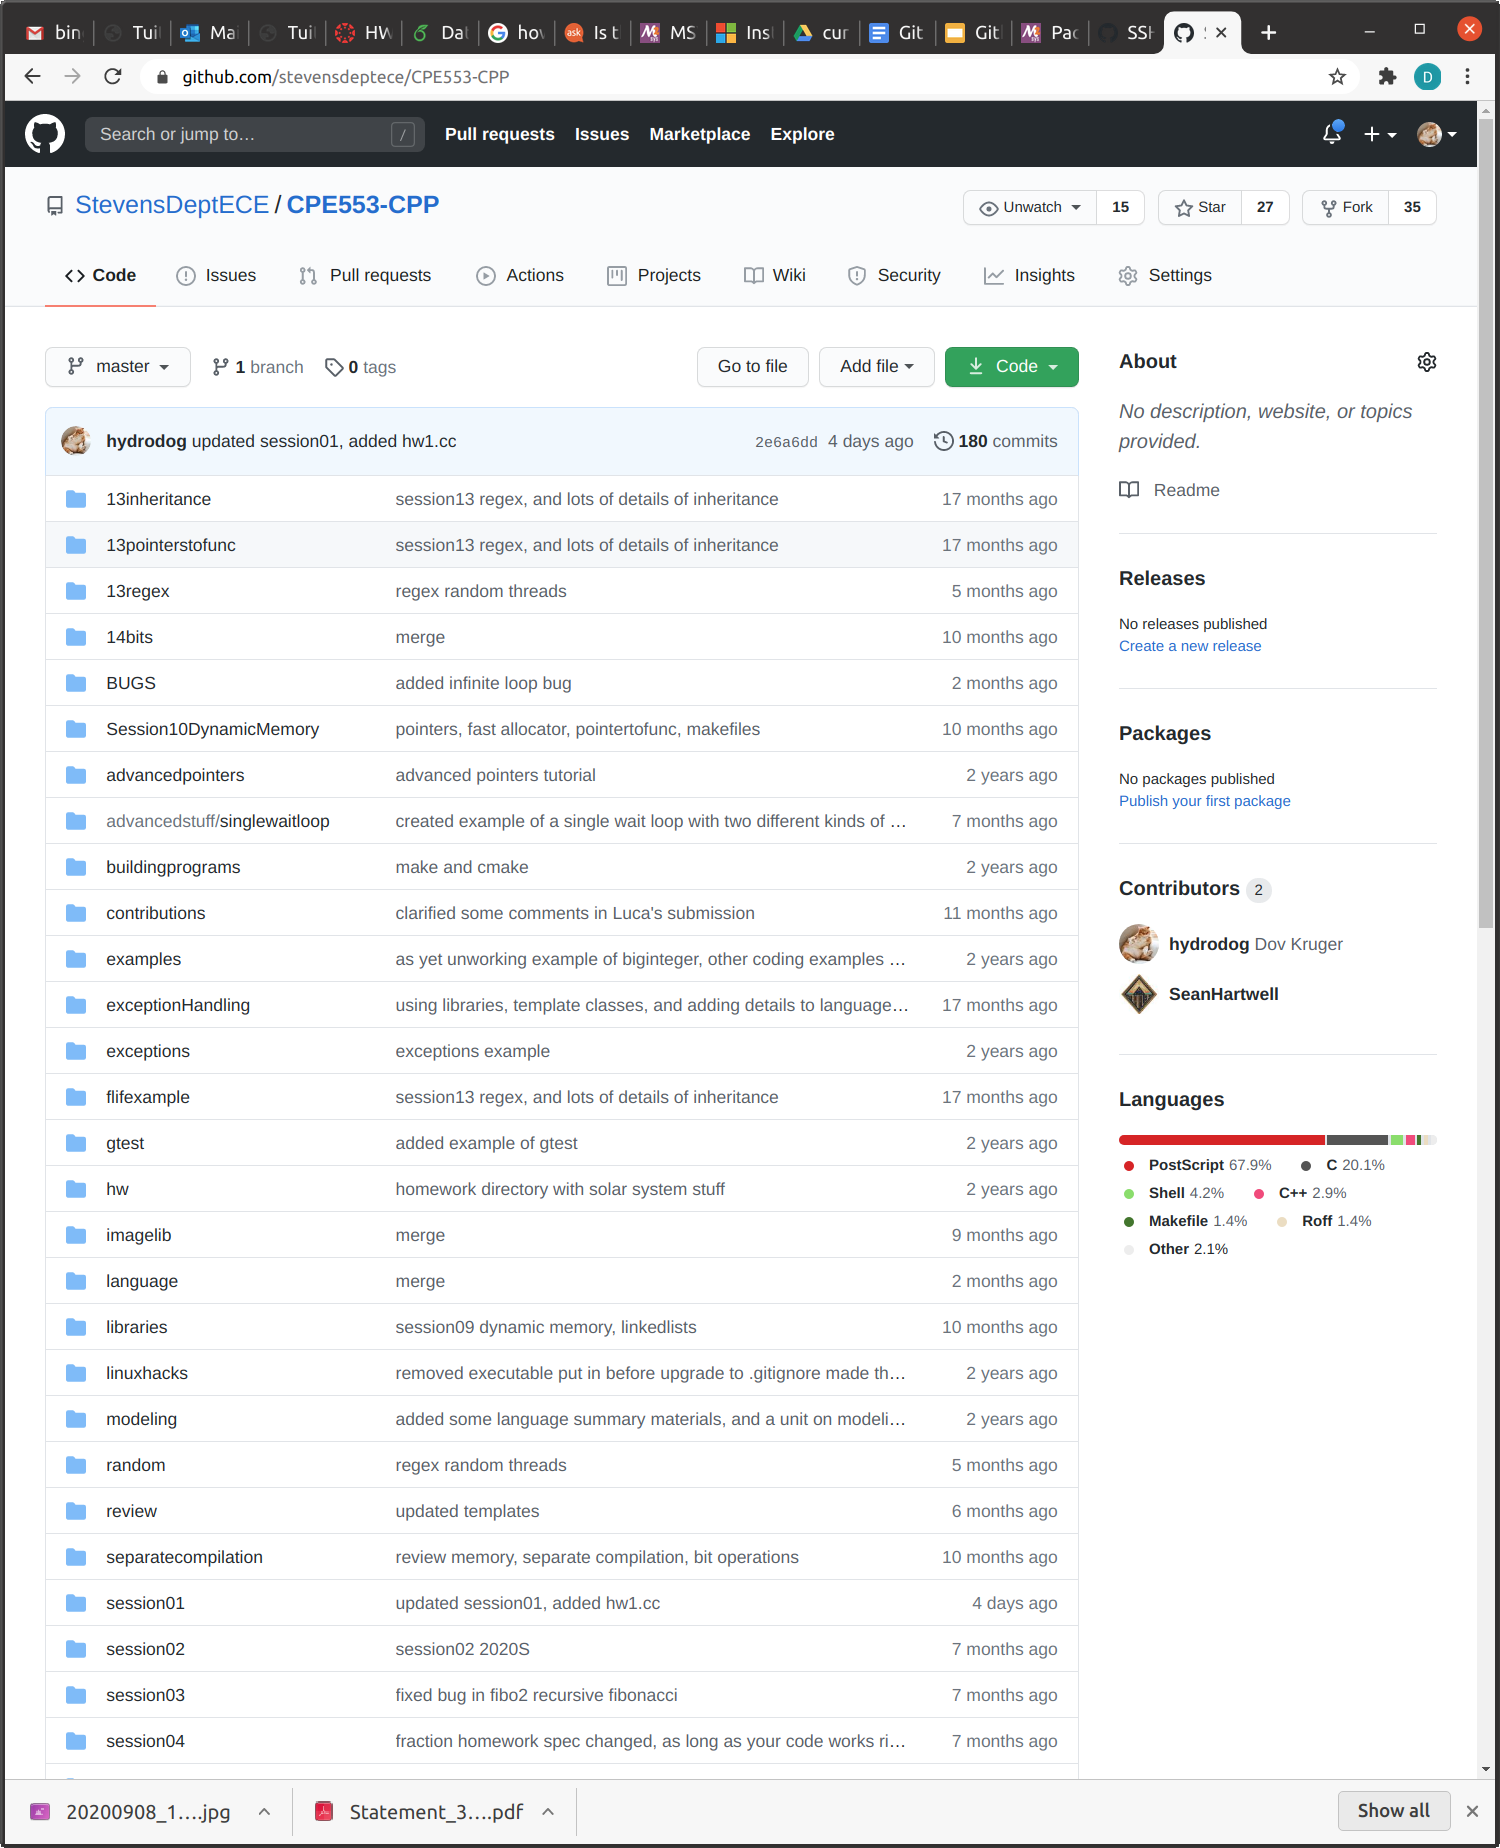 bin Tuil Mai Tuil HW Dat hov Is t MS Inst cur Git Git Pac SSH
github.com/stevensdeptece/CPE553-CPP D
Search or jump to… / Pull requests Issues Marketplace Explore
StevensDeptECE / CPE553-CPP Unwatch 15 Star 27 Fork 35
Code Issues Pull requests Actions Projects Wiki Security Insights Settings
master 1 branch 0 tags Go to file Add file Code
hydrodog updated session01, added hw1.cc 2e6a6dd 4 days ago 180 commits
13inheritance session13 regex, and lots of details of inheritance 17 months ago
13pointerstofunc session13 regex, and lots of details of inheritance 17 months ago
13regex regex random threads 5 months ago
14bits merge 10 months ago
BUGS added infinite loop bug 2 months ago
Session10DynamicMemory pointers, fast allocator, pointertofunc, makefiles 10 months ago
advancedpointers advanced pointers tutorial 2 years ago
advancedstuff/singlewaitloop created example of a single wait loop with two different kinds of … 7 months ago
buildingprograms make and cmake 2 years ago
contributions clarified some comments in Luca's submission 11 months ago
examples as yet unworking example of biginteger, other coding examples … 2 years ago
exceptionHandling using libraries, template classes, and adding details to language… 17 months ago
exceptions exceptions example 2 years ago
flifexample session13 regex, and lots of details of inheritance 17 months ago
gtest added example of gtest 2 years ago
hw homework directory with solar system stuff 2 years ago
imagelib merge 9 months ago
language merge 2 months ago
libraries session09 dynamic memory, linkedlists 10 months ago
linuxhacks removed executable put in before upgrade to .gitignore made th… 2 years ago
modeling added some language summary materials, and a unit on modeli… 2 years ago
random regex random threads 5 months ago
review updated templates 6 months ago
separatecompilation review memory, separate compilation, bit operations 10 months ago
session01 updated session01, added hw1.cc 4 days ago
session02 session02 2020S 7 months ago
session03 fixed bug in fibo2 recursive fibonacci 7 months ago
session04 fraction homework spec changed, as long as your code works ri… 7 months ago
About
No description, website, or topics
provided.
Readme
Releases
No releases published
Create a new release
Packages
No packages published
Publish your first package
Contributors 2
hydrodog Dov Kruger
SeanHartwell
Languages
PostScript 67.9% C 20.1%
Shell 4.2% C++ 2.9%
Makefile 1.4% Roff 1.4%
Other 2.1%
20200908_1....jpg Statement_3....pdf Show all